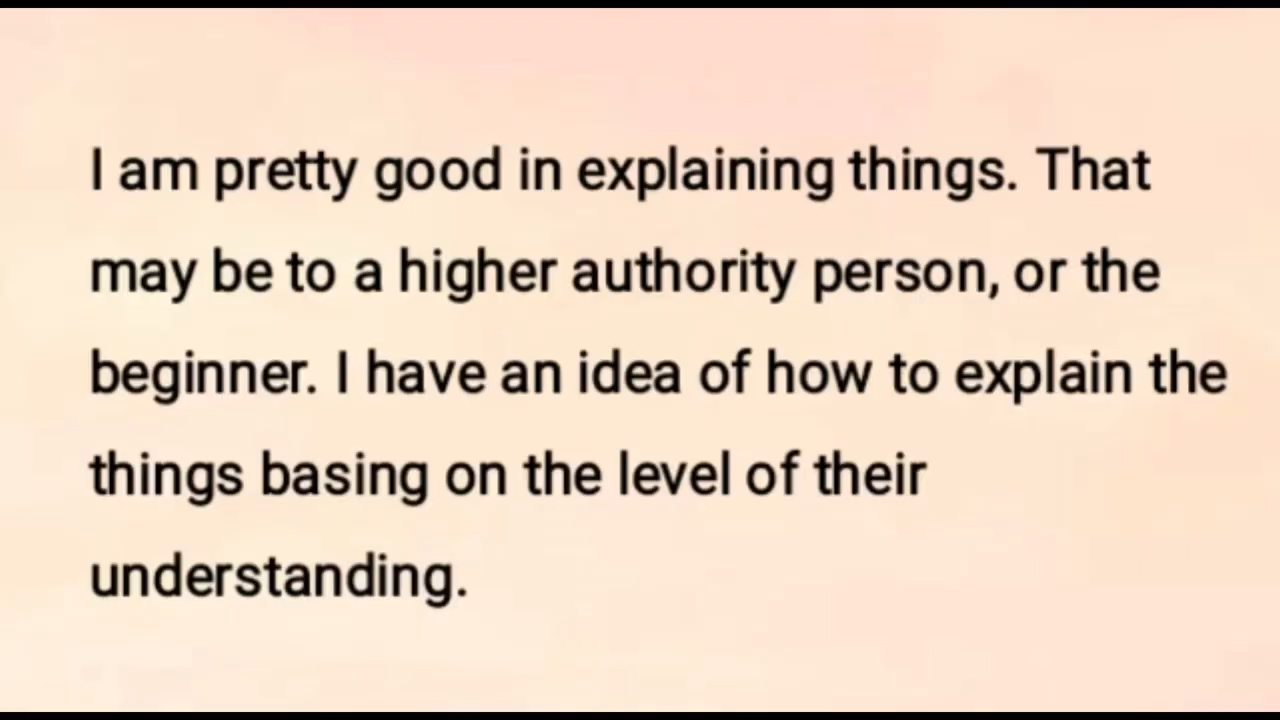 I am pretty good in explaining things. That
may be to a higher authority person, or the
beginner. I have an idea of how to explain the
things basing on the level of their
understanding.